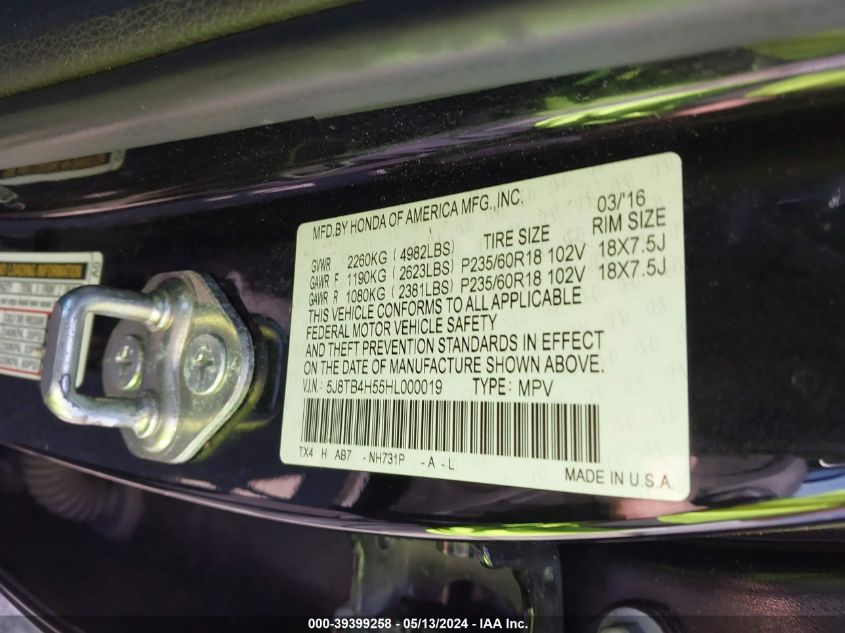 MFD.BY HONDA OF AMERICA MFG.,INC. 03/'16
GVWR 2260KG (4982LBS) TIRE SIZE RIM SIZE
GAWR F 1190KG (2623LBS) P235/60R18 102V 18X7.5J
GAWR R 1080KG (2381LBS) P235/60R18 102V 18X7.5J
THIS VEHICLE CONFORMS TO ALL APPLICABLE
FEDERAL MOTOR VEHICLE SAFETY
AND THEFT PREVENTION STANDARDS IN EFFECT
ON THE DATE OF MANUFACTURE SHOWN ABOVE.
V.I.N: 5J8TB4H55HL000019 TYPE: MPV
TX4 H AB7 -NH731P -A-L
MADE IN U.S.A.
LOADING INFORMATION
000-39399258 - 05/13/2024 - IAA Inc.